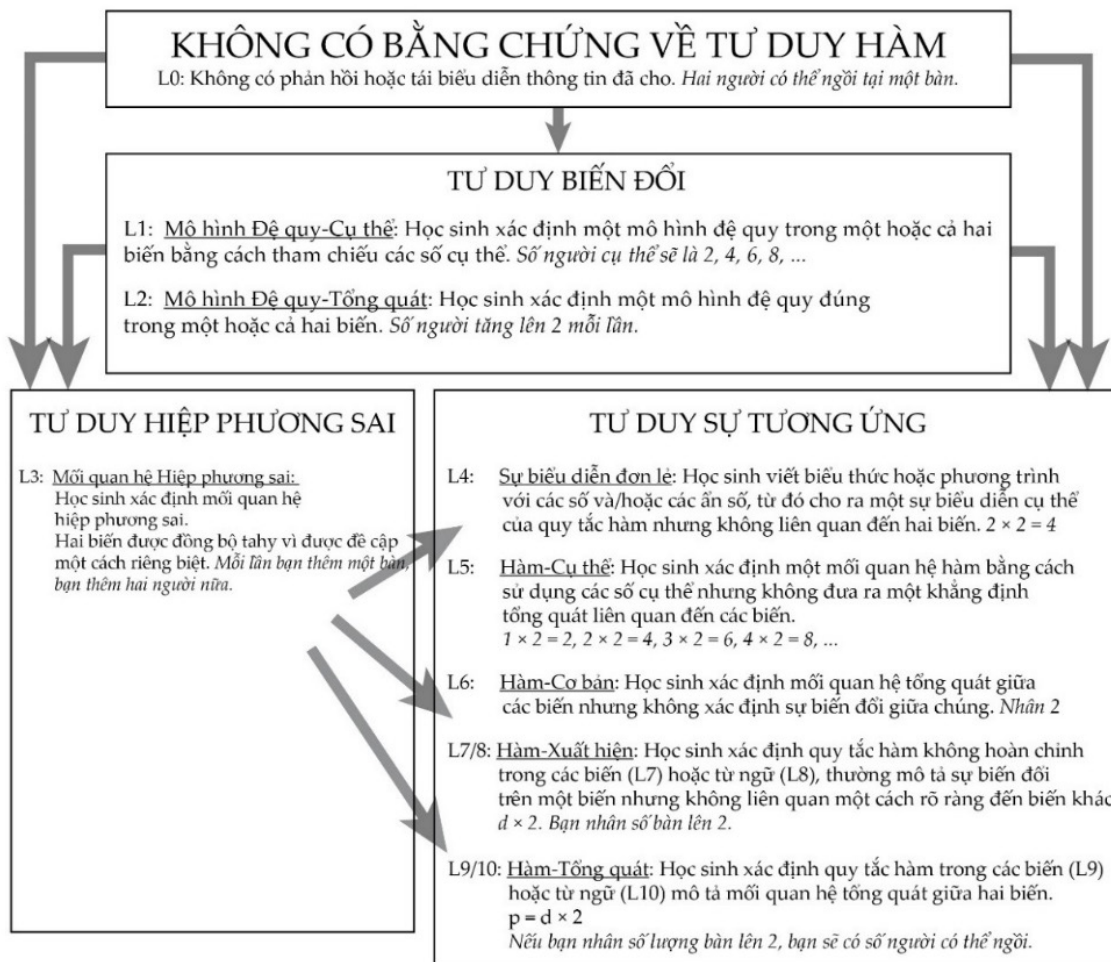 KHÔNG CÓ BẰNG CHỨNG VỀ TƯ DUY HÀM
L0: Không có phản hồi hoặc tái biểu diễn thông tin đã cho. Hai người có thể ngồi tại một bàn.
TƯ DUY BIẾN ĐỔI
L1: Mô hình Đệ quy-Cụ thể: Học sinh xác định một mô hình đệ quy trong một hoặc cả hai
biến bằng cách tham chiếu các số cụ thể. Số người cụ thể sẽ là 2, 4, 6, 8, ...
L2: Mô hình Đệ quy-Tổng quát: Học sinh xác định một mô hình đệ quy đúng
trong một hoặc cả hai biến. Số người tăng lên 2 mỗi lần.
TƯ DUY HIỆP PHƯƠNG SAI
L3: Mối quan hệ Hiệp phương sai:
Học sinh xác định mối quan hệ
hiệp phương sai.
Hai biến được đồng bộ tahy vì được đề cập
một cách riêng biệt. Mỗi lần bạn thêm một bàn,
bạn thêm hai người nữa.
TƯ DUY SỰ TƯƠNG ỨNG
L4: Sự biểu diễn đơn lẻ: Học sinh viết biểu thức hoặc phương trình
với các số và/hoặc các ẩn số, từ đó cho ra một sự biểu diễn cụ thể
của quy tắc hàm nhưng không liên quan đến hai biến. 2 × 2 = 4
L5: Hàm-Cụ thể: Học sinh xác định một mối quan hệ hàm bằng cách
sử dụng các số cụ thể nhưng không đưa ra một khẳng định
tổng quát liên quan đến các biến.
1 × 2 = 2, 2 × 2 = 4, 3 × 2 = 6, 4 × 2 = 8, ...
L6: Hàm-Cơ bản: Học sinh xác định mối quan hệ tổng quát giữa
các biến nhưng không xác định sự biến đổi giữa chúng. Nhân 2
L7/8: Hàm-Xuất hiện: Học sinh xác định quy tắc hàm không hoàn chỉnh
trong các biến (L7) hoặc từ ngữ (L8), thường mô tả sự biến đổi
trên một biến nhưng không liên quan một cách rõ ràng đến biến khác
d × 2. Bạn nhân số bàn lên 2.
L9/10: Hàm-Tổng quát: Học sinh xác định quy tắc hàm trong các biến (L9)
hoặc từ ngữ (L10) mô tả mối quan hệ tổng quát giữa hai biến.
p = d × 2
Nếu bạn nhân số lượng bàn lên 2, bạn sẽ có số người có thể ngồi.